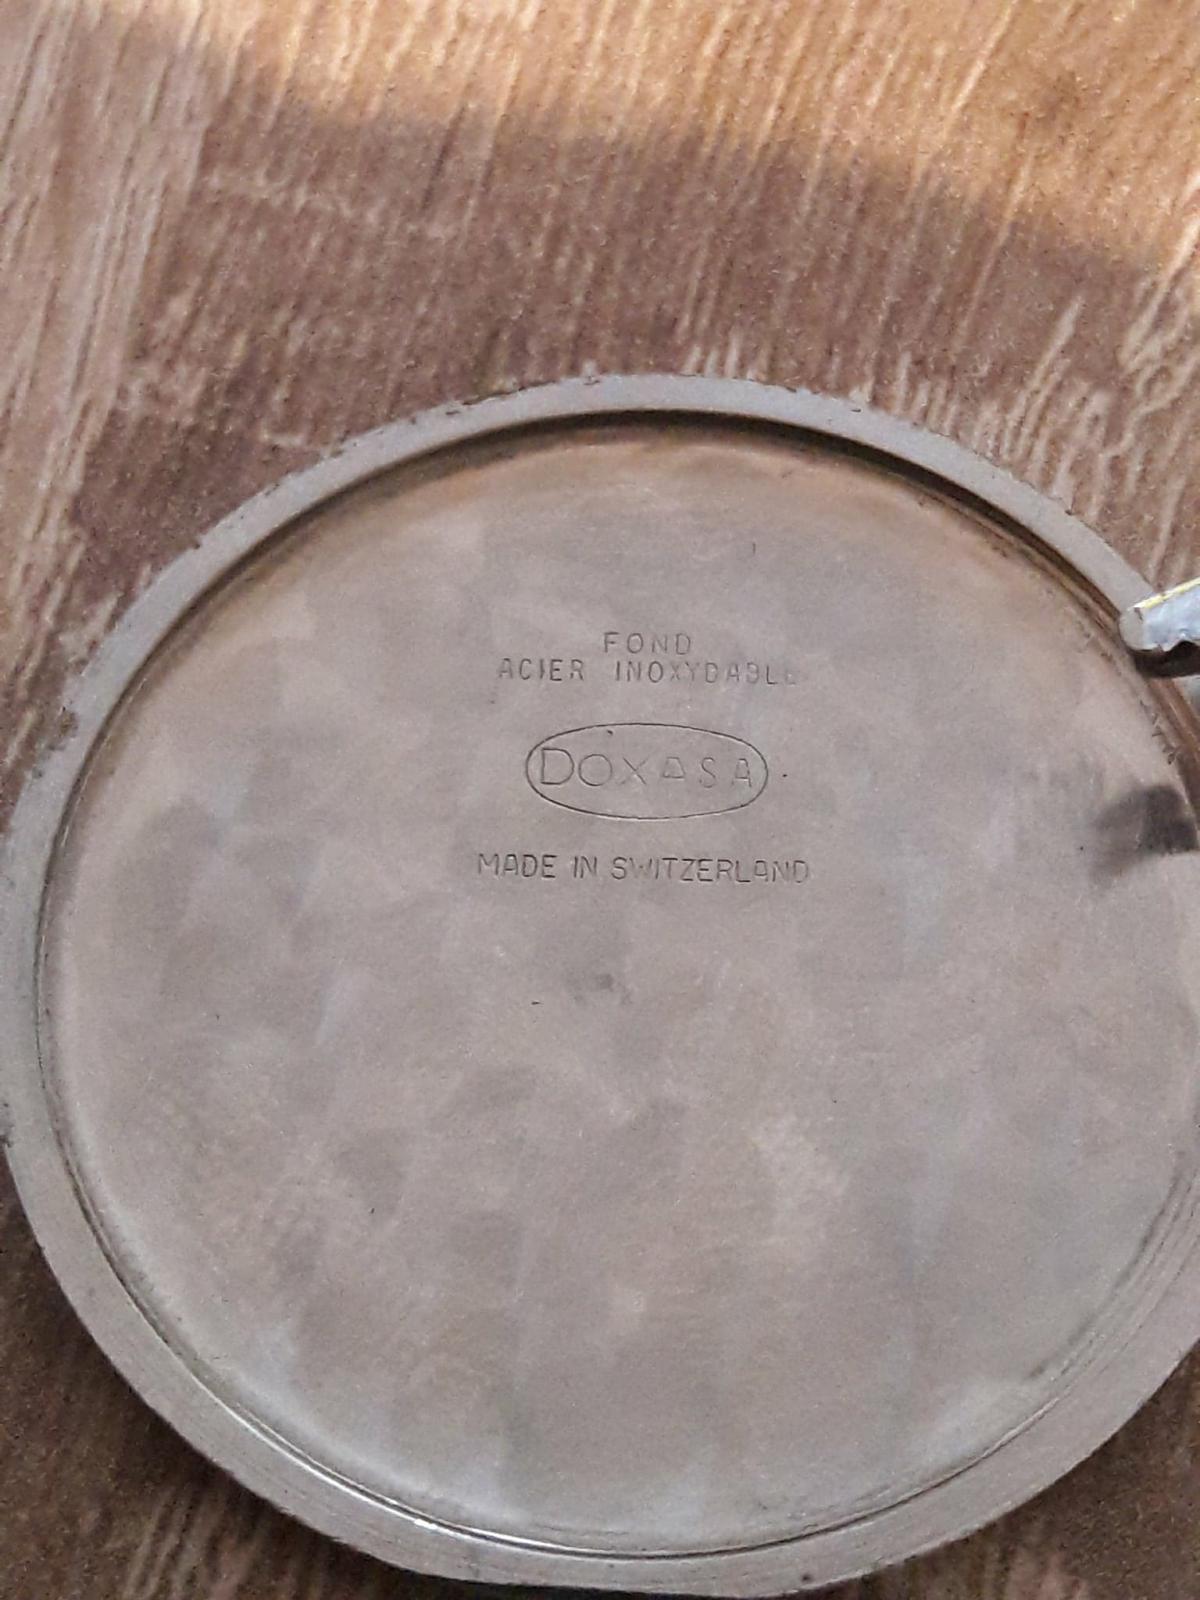 FOND
ACIER INOXYDABLE
DOXA S A
MADE IN SWITZERLAND